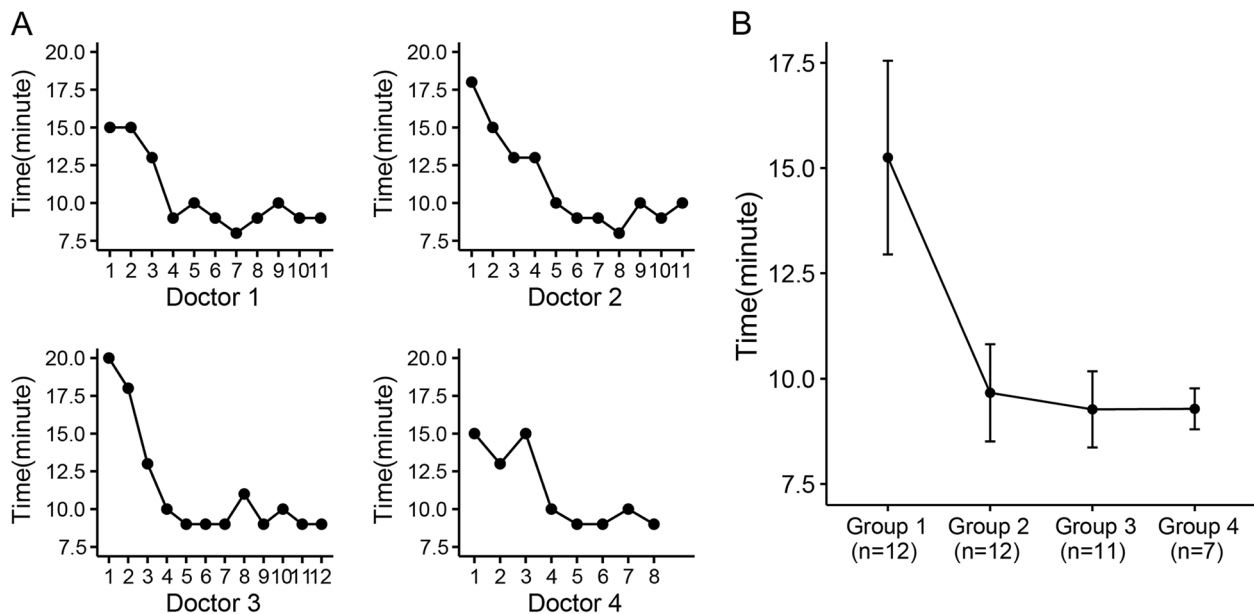 A
Time(minute)
20.0
17.5
15.0
12.5
10.0
7.5
1 2 3 4 5 6 7 8 9 10 11
Doctor 1
Time(minute)
20.0
17.5
15.0
12.5
10.0
7.5
1 2 3 4 5 6 7 8 9 10 11
Doctor 2
Time(minute)
20.0
17.5
15.0
12.5
10.0
7.5
1 2 3 4 5 6 7 8 9 10 11 12
Doctor 3
Time(minute)
20.0
17.5
15.0
12.5
10.0
7.5
1 2 3 4 5 6 7 8
Doctor 4
B
Time(minute)
17.5
15.0
12.5
10.0
7.5
Group 1 Group 2 Group 3 Group 4
(n=12) (n=12) (n=11) (n=7)